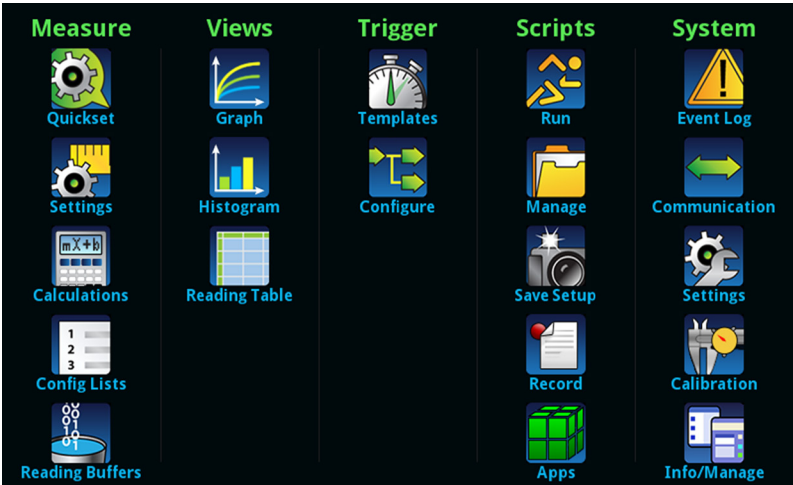 Measure Views Trigger Scripts System
Quickset Graph Templates Run Event Log
Settings Histogram Configure Manage Communication
mX+b
Calculations Reading Table Save Setup Settings
1
2
3
Config Lists Record Calibration
Reading Buffers Apps Info/Manage